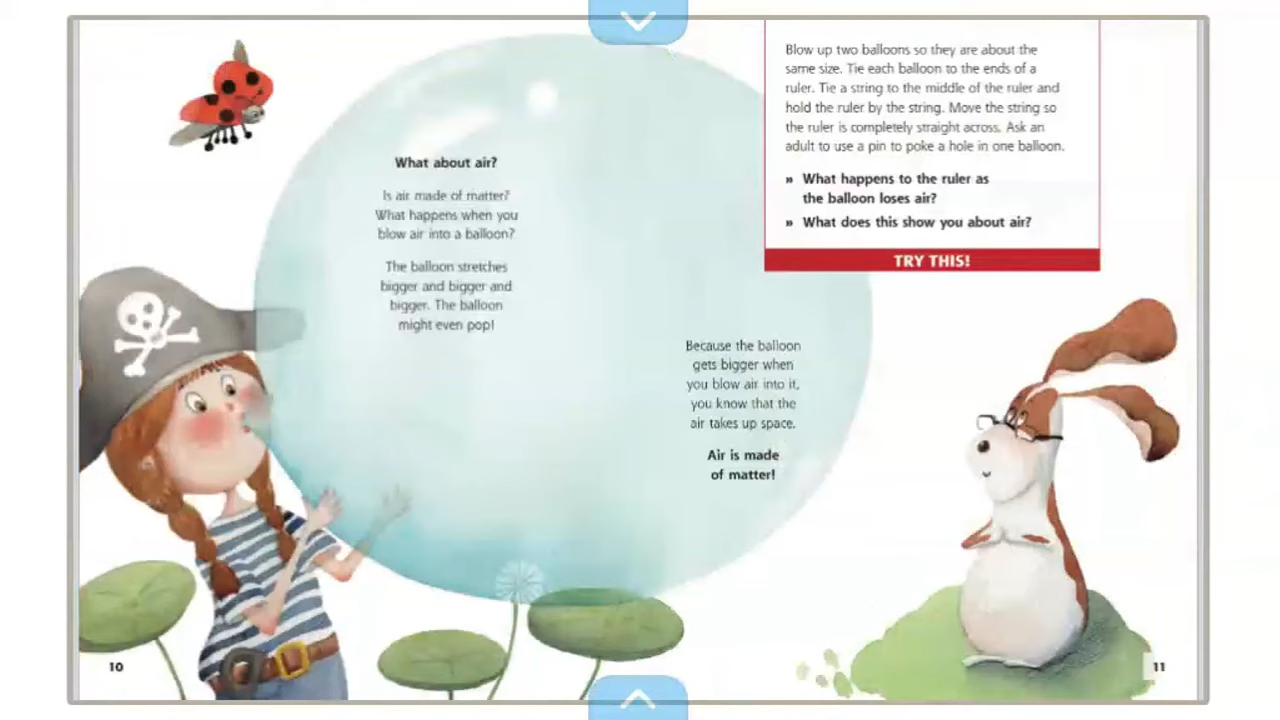 What about air?
Is air made of matter?
What happens when you
blow air into a balloon?
The balloon stretches
bigger and bigger and
bigger. The balloon
might even pop!
Because the balloon
gets bigger when
you blow air into it,
you know that the
air takes up space.
Air is made
of matter!
10
Blow up two balloons so they are about the
same size. Tie each balloon to the ends of a
ruler. Tie a string to the middle of the ruler and
hold the ruler by the string. Move the string so
the ruler is completely straight across. Ask an
adult to use a pin to poke a hole in one balloon.
» What happens to the ruler as
the balloon loses air?
» What does this show you about air?
TRY THIS!
11